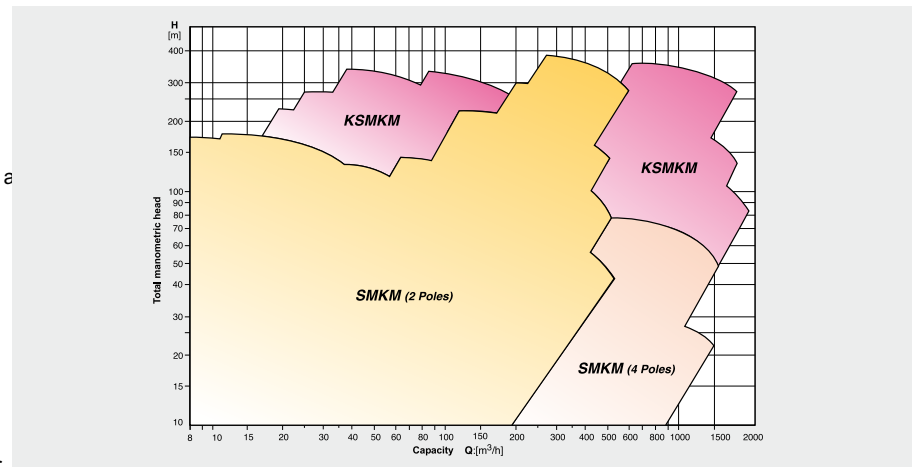 H
[m]
400
300
200
150
100
90
80
70
60
50
40
30
20
15
10
Total manometric head
KSMKM
KSMKM
SMKM (2 Poles)
SMKM (4 Poles)
a
.
8 10 15 20 30 40 50 60 80 100 150 200 300 400 500 600 800 1000 1500 2000
Capacity Q:[m³/h]